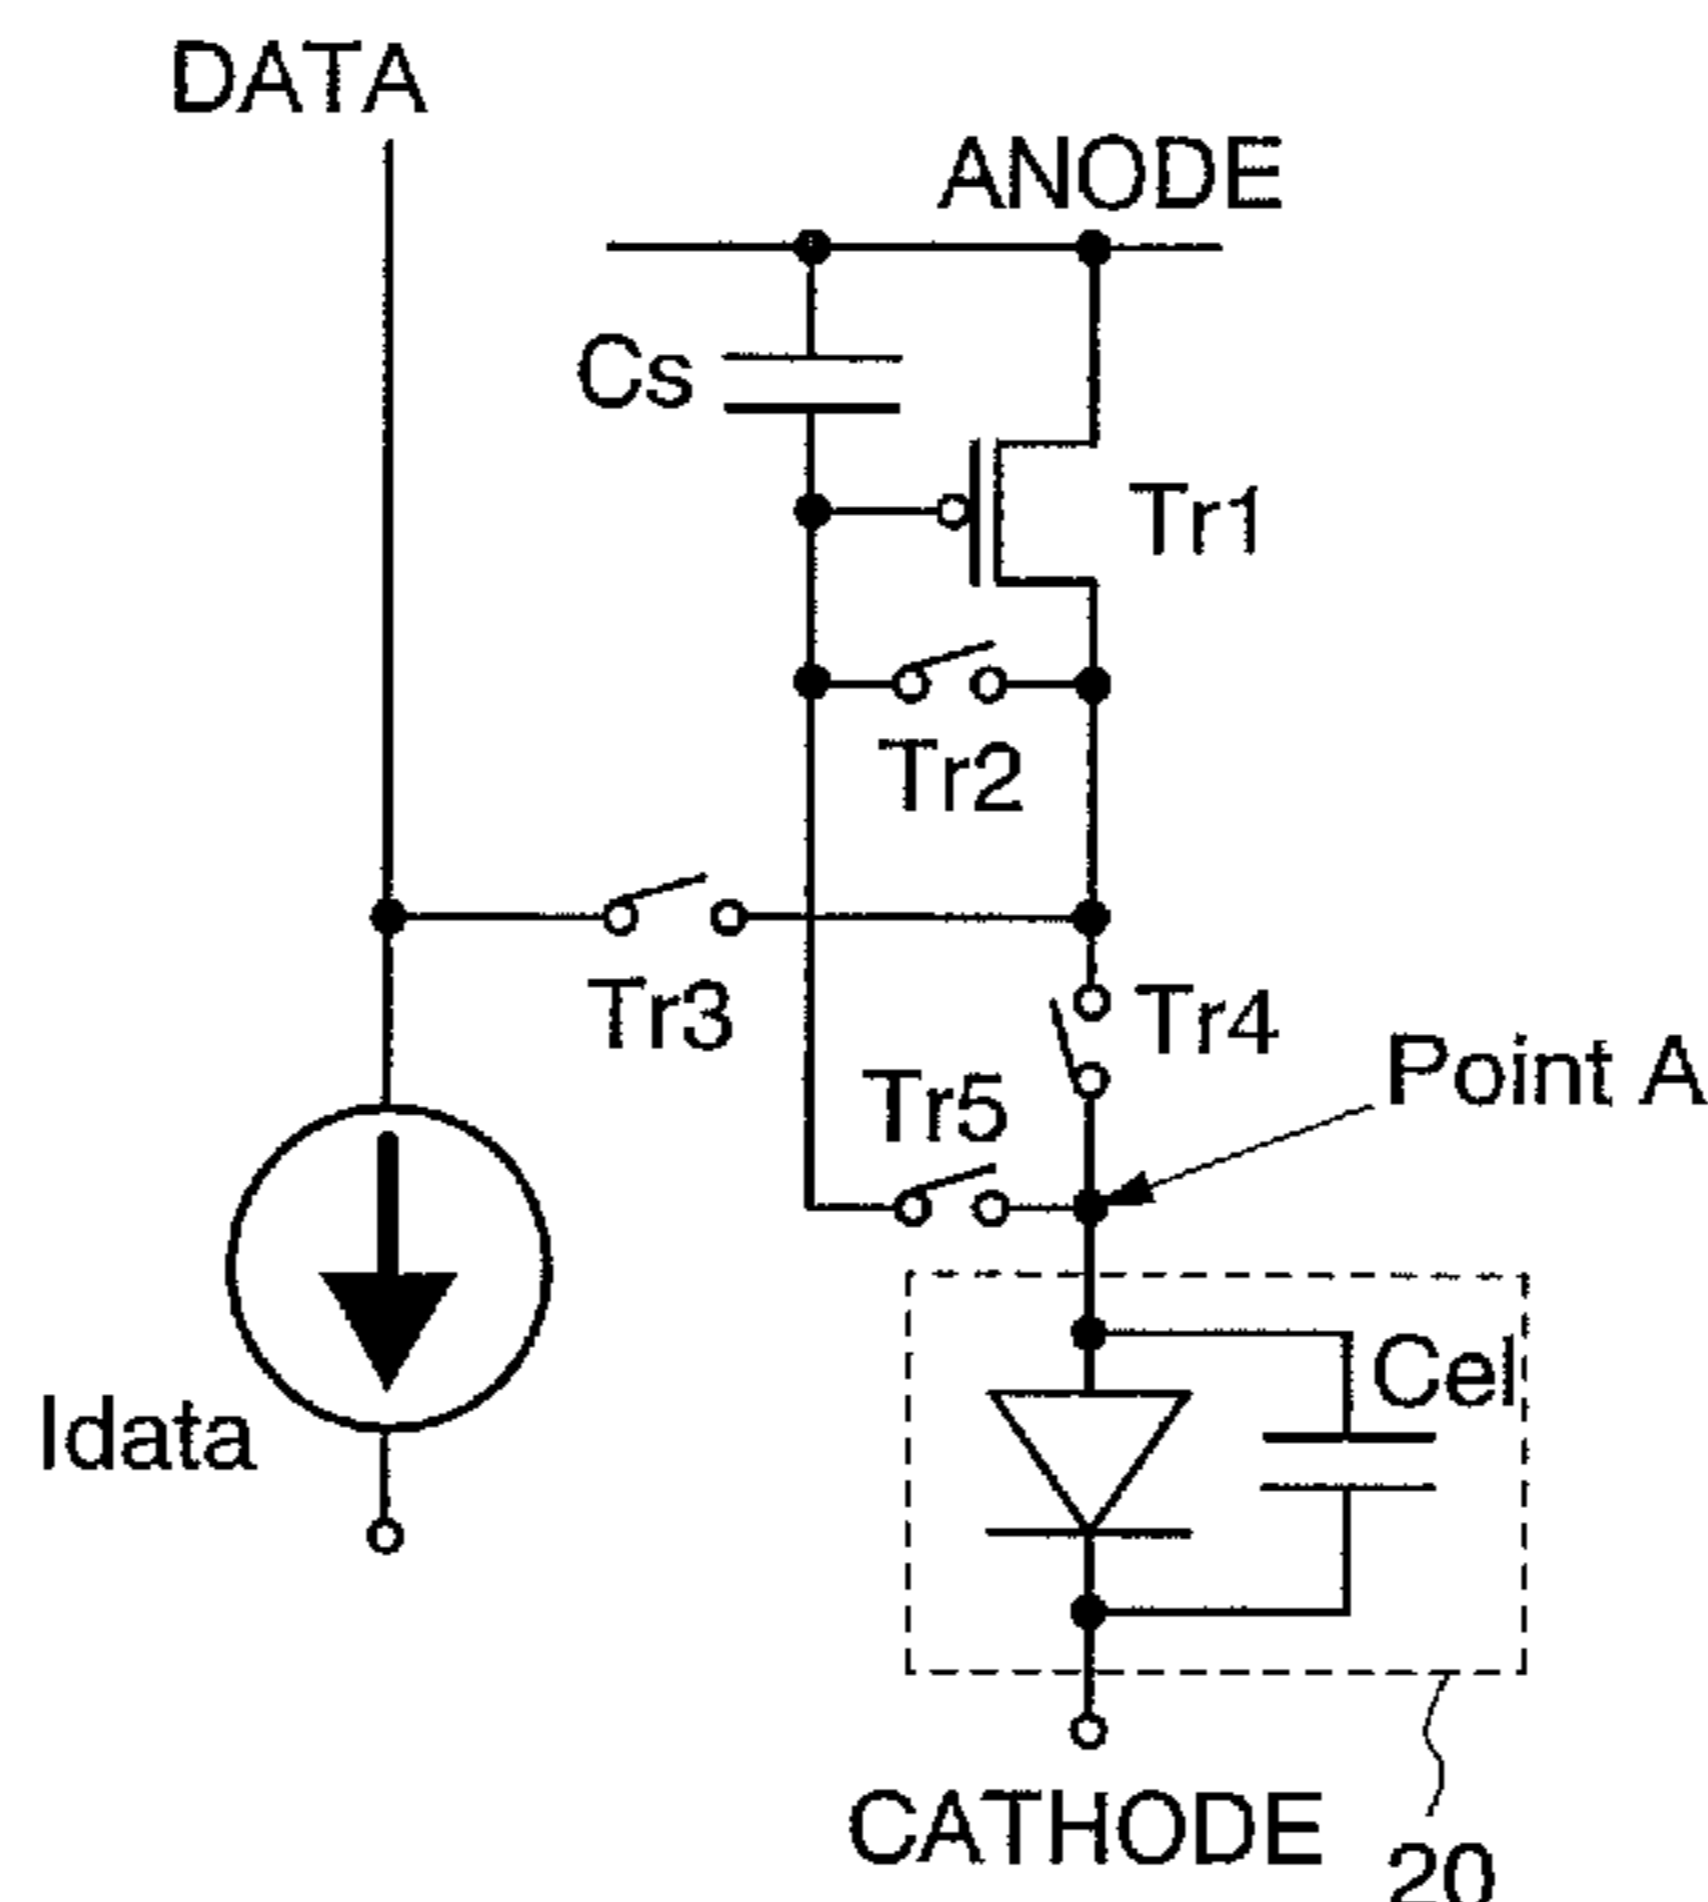 DATA
ANODE
Cs
Tr1
Tr2
Tr3
Tr4
Point A
Tr5
Cel
Idata
CATHODE
20